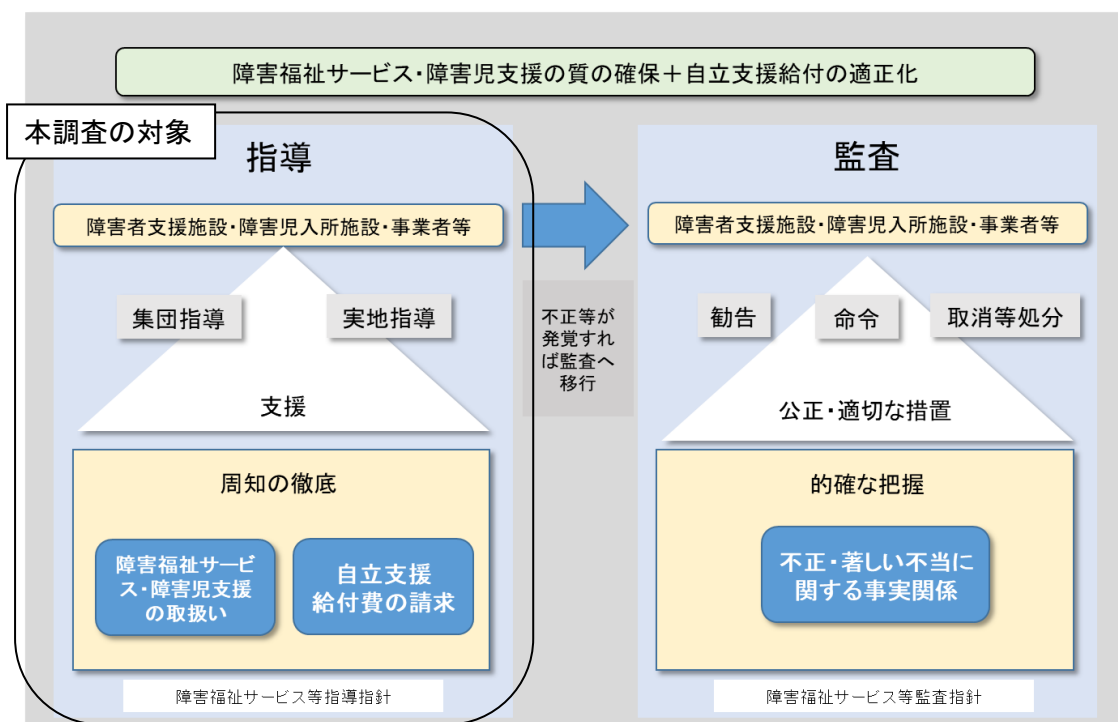 障害福祉サービス・障害児支援の質の確保＋自立支援給付の適正化
本調査の対象
指導
障害者支援施設・障害児入所施設・事業者等
集団指導
実地指導
支援
周知の徹底
障害福祉サービ
ス・障害児支援
の取扱い
自立支援
給付費の請求
障害福祉サービス等指導指針
不正等が
発覚すれ
ば監査へ
移行
監査
障害者支援施設・障害児入所施設・事業者等
勧告
命令
取消等処分
公正・適切な措置
的確な把握
不正・著しい不当に
関する事実関係
障害福祉サービス等監査指針